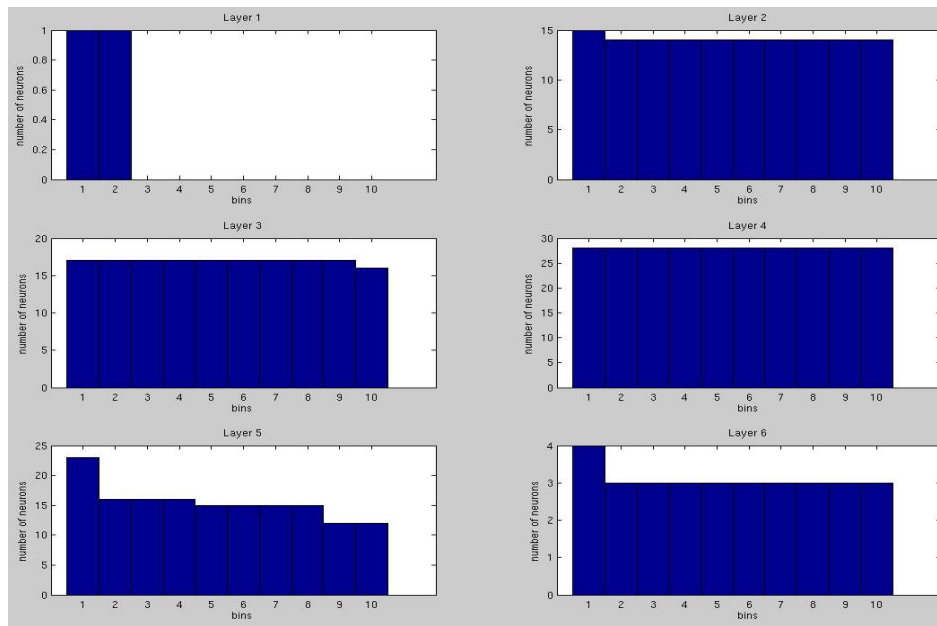 Layer 1
number of neurons
1
0.8
0.6
0.4
0.2
0
1 2 3 4 5 6 7 8 9 10
bins
Layer 2
number of neurons
15
10
5
0
1 2 3 4 5 6 7 8 9 10
bins
Layer 3
number of neurons
20
15
10
5
0
1 2 3 4 5 6 7 8 9 10
bins
Layer 4
number of neurons
30
25
20
15
10
5
0
1 2 3 4 5 6 7 8 9 10
bins
Layer 5
number of neurons
25
20
15
10
5
0
1 2 3 4 5 6 7 8 9 10
bins
Layer 6
number of neurons
4
3
2
1
0
1 2 3 4 5 6 7 8 9 10
bins